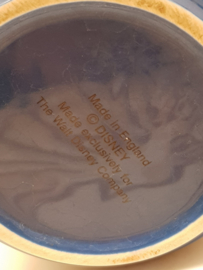 Made in England
© DISNEY
Made exclusively for
The Walt Disney Company